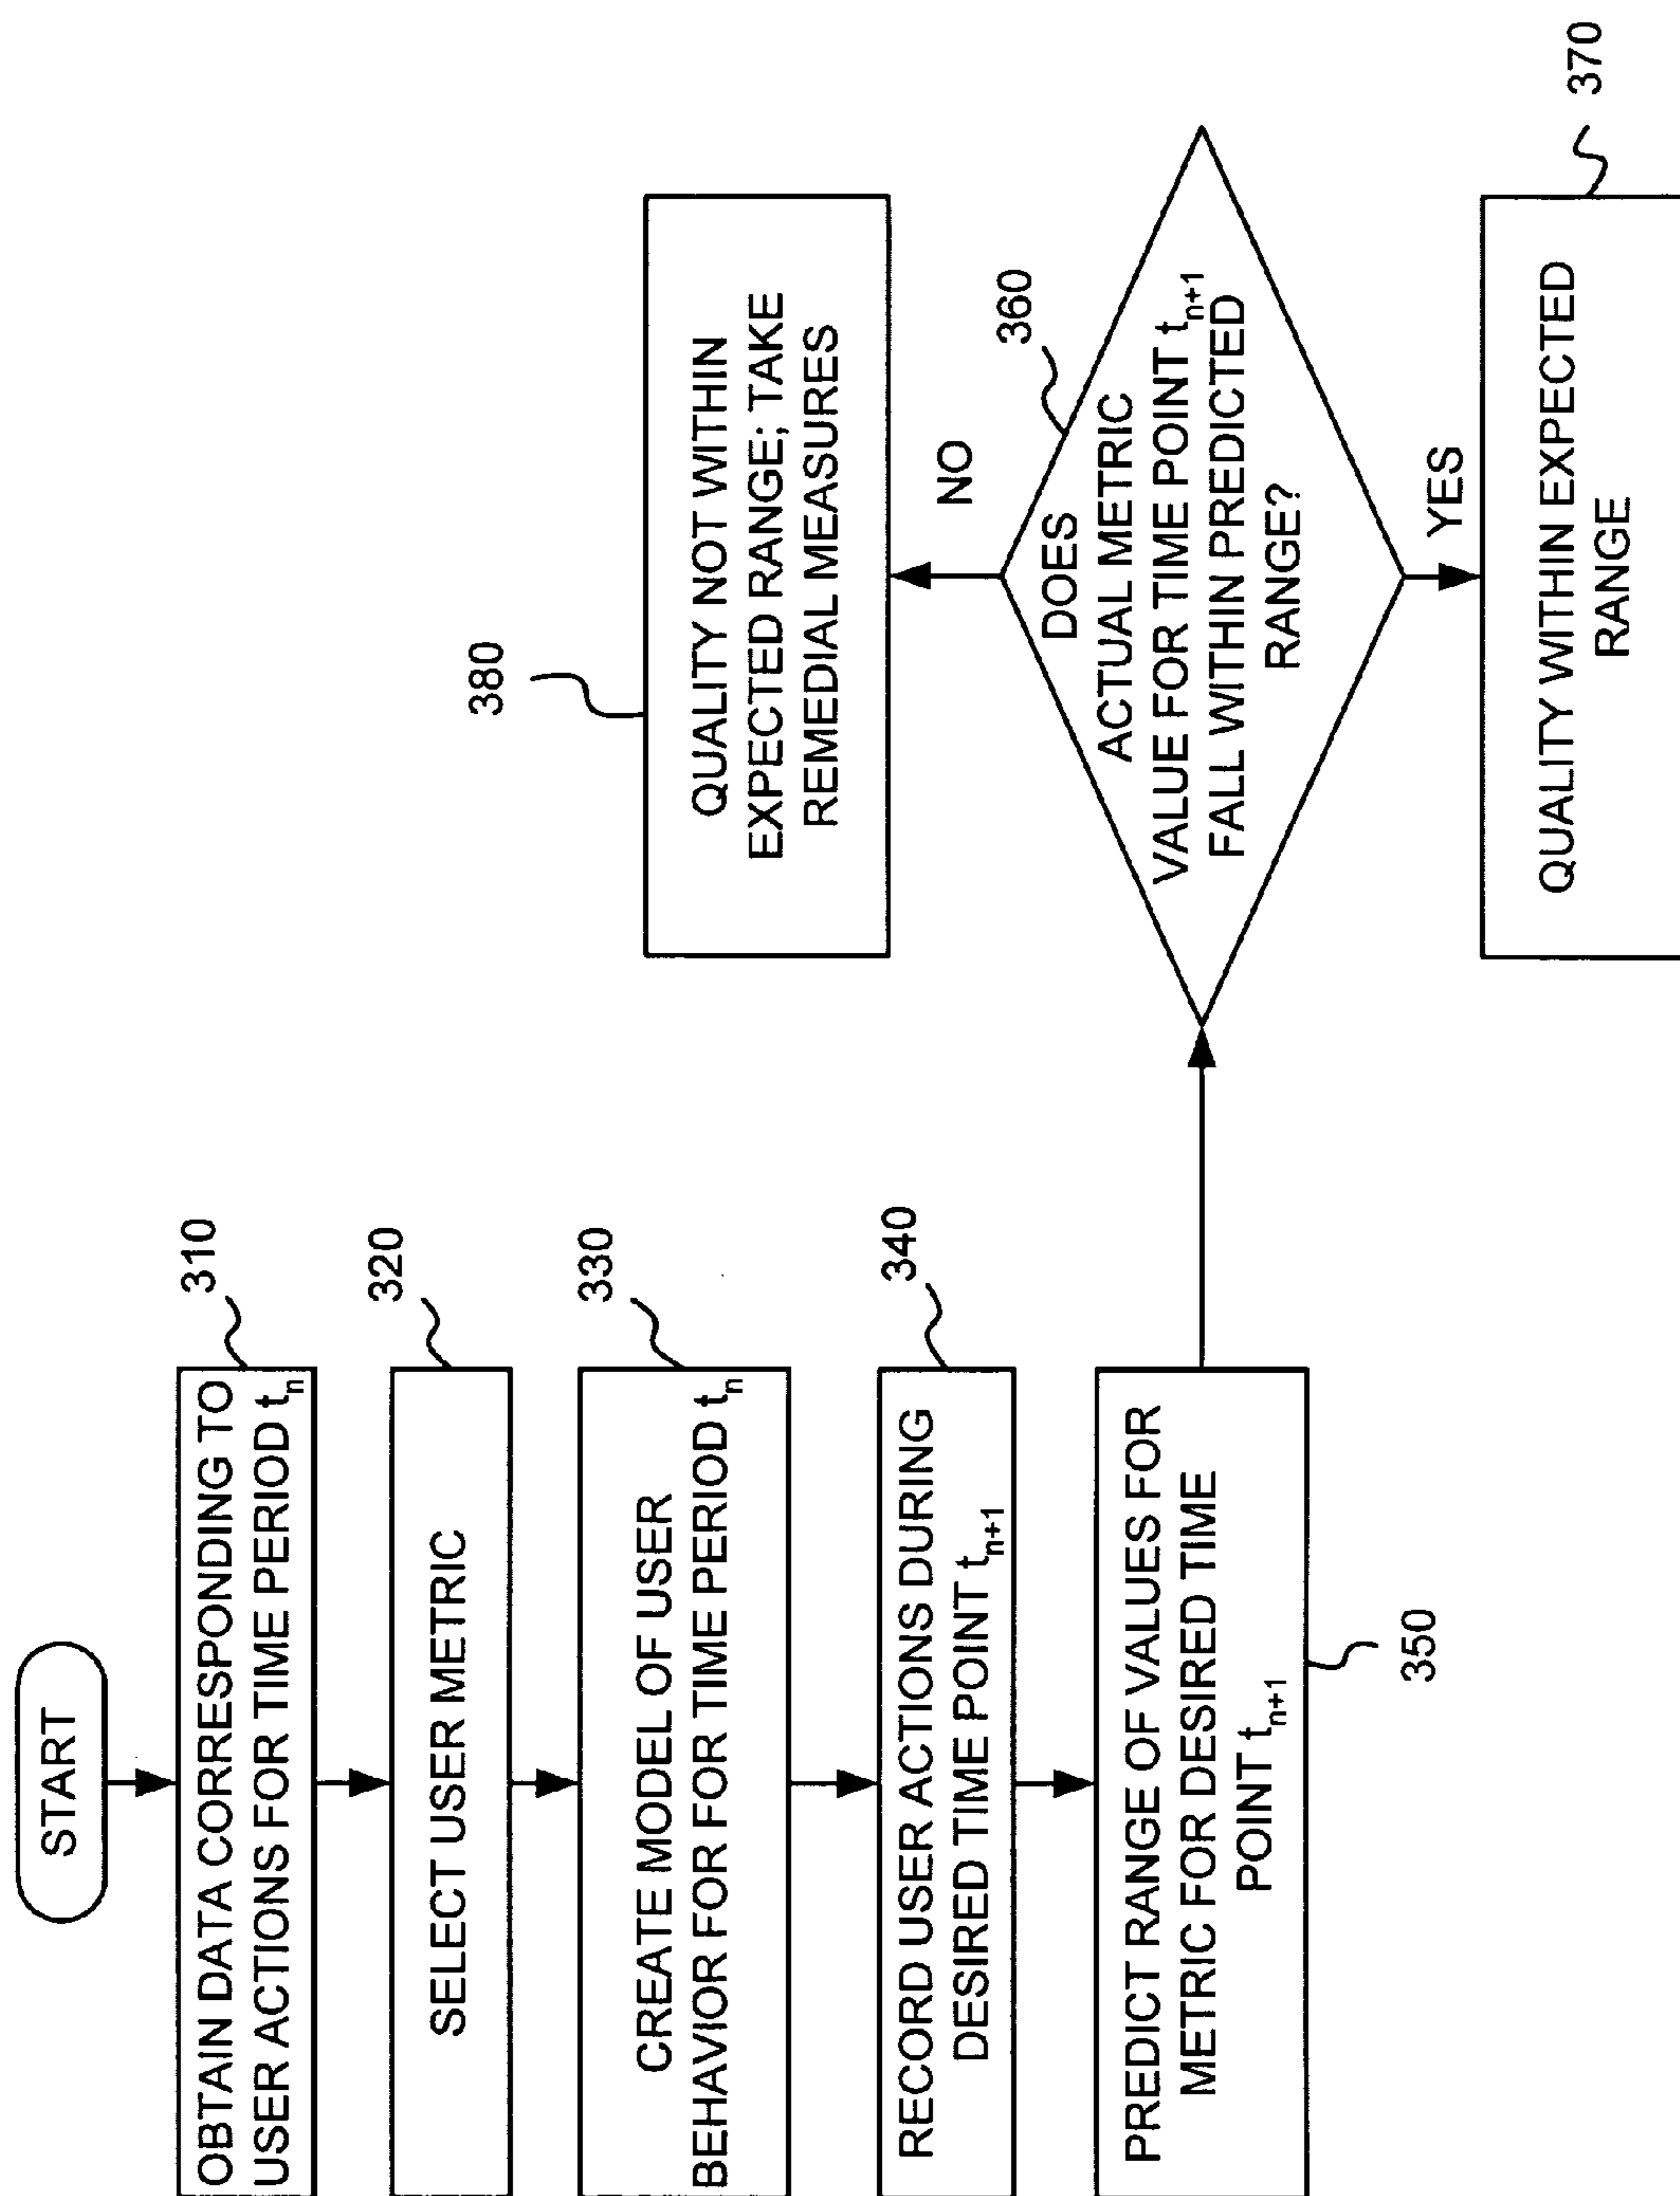 START
310
OBTAIN DATA CORRESPONDING TO
USER ACTIONS FOR TIME PERIOD tn
320
SELECT USER METRIC
330
CREATE MODEL OF USER
BEHAVIOR FOR TIME PERIOD tn
340
RECORD USER ACTIONS DURING
DESIRED TIME POINT tn+1
PREDICT RANGE OF VALUES FOR
METRIC FOR DESIRED TIME
POINT tn+1
350
380
QUALITY NOT WITHIN
EXPECTED RANGE; TAKE
REMEDIAL MEASURES
NO
360
DOES
ACTUAL METRIC
VALUE FOR TIME POINT tn+1
FALL WITHIN PREDICTED
RANGE?
YES
370
QUALITY WITHIN EXPECTED
RANGE